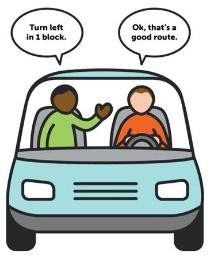 Turn left
in 1 block.
Ok, that's a
good route.